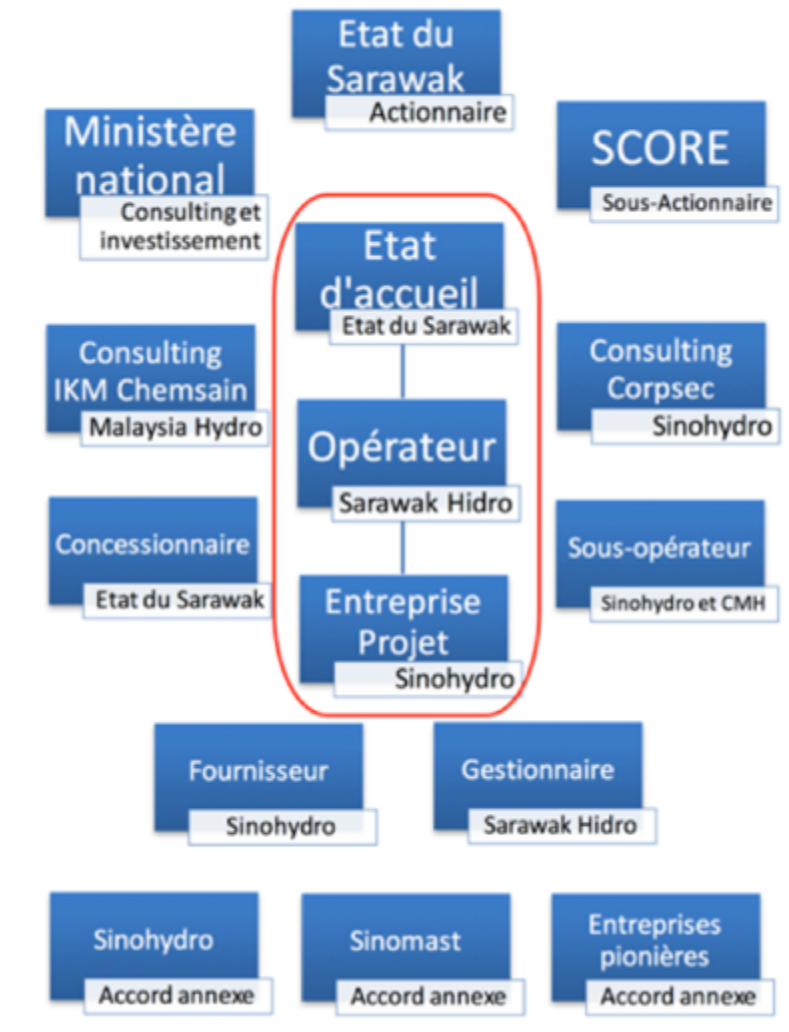 Etat du
Sarawak
Actionnaire
Ministère
national
Consulting et
investissement
SCORE
Sous-Actionnaire
Etat
d'accueil
Etat du Sarawak
Consulting
IKM Chemsain
Malaysia Hydro
Consulting
Corpsec
Sinohydro
Opérateur
Sarawak Hidro
Concessionnaire
Etat du Sarawak
Sous-opérateur
Sinohydro et CMH
Entreprise
Projet
Sinohydro
Fournisseur
Sinohydro
Gestionnaire
Sarawak Hidro
Sinohydro
Accord annexe
Sinomast
Accord annexe
Entreprises
pionières
Accord annexe